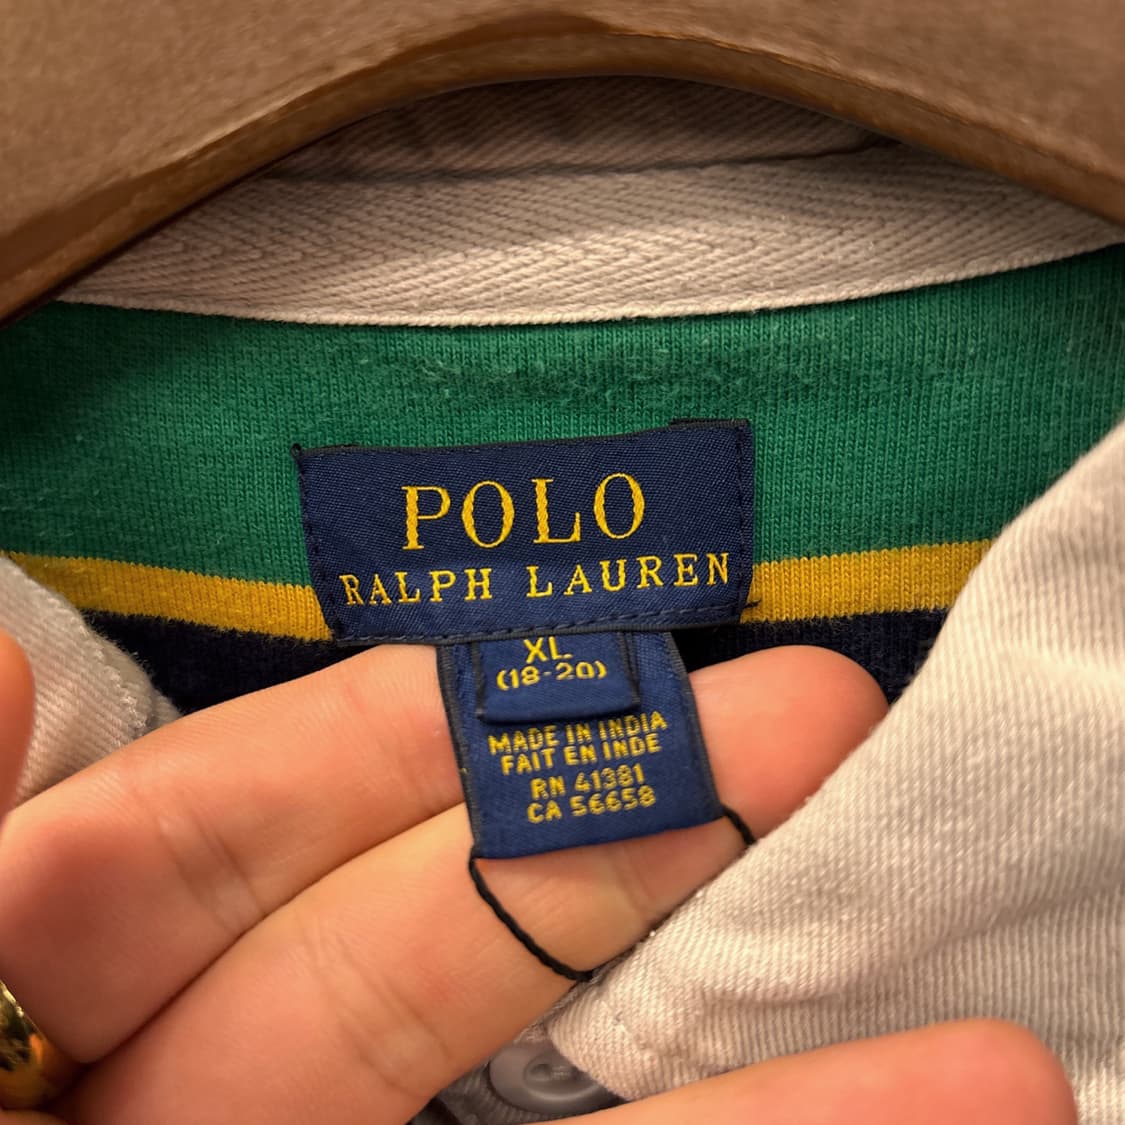 POLO
RALPH LAUREN
XL
(18-20)
MADE IN INDIA
FAIT EN INDE
RN 41381
CA 56658